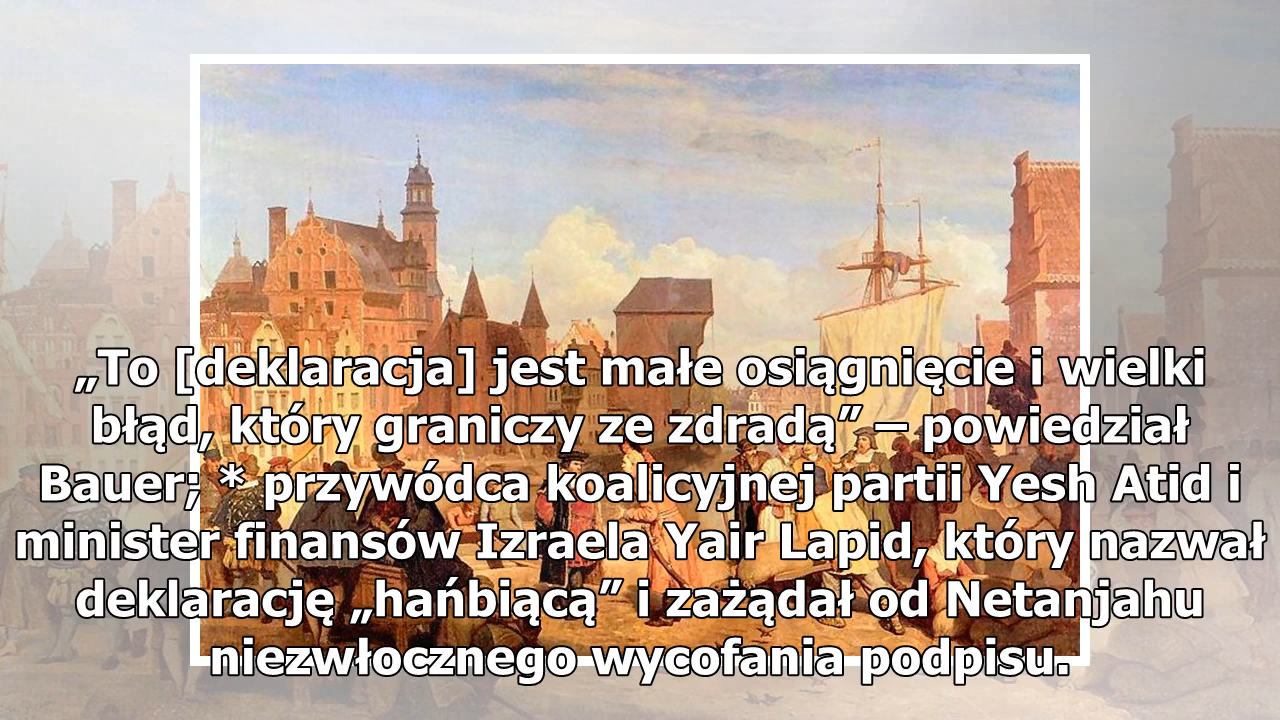 „To [deklaracja] jest małe osiągnięcie i wielki
błąd, który graniczy ze zdradą” – powiedział
Bauer; * przywódca koalicyjnej partii Yesh Atid i
minister finansów Izraela Yair Lapid, który nazwał
deklarację „hańbiącą” i zażądał od Netanjahu
niezwłocznego wycofania podpisu.